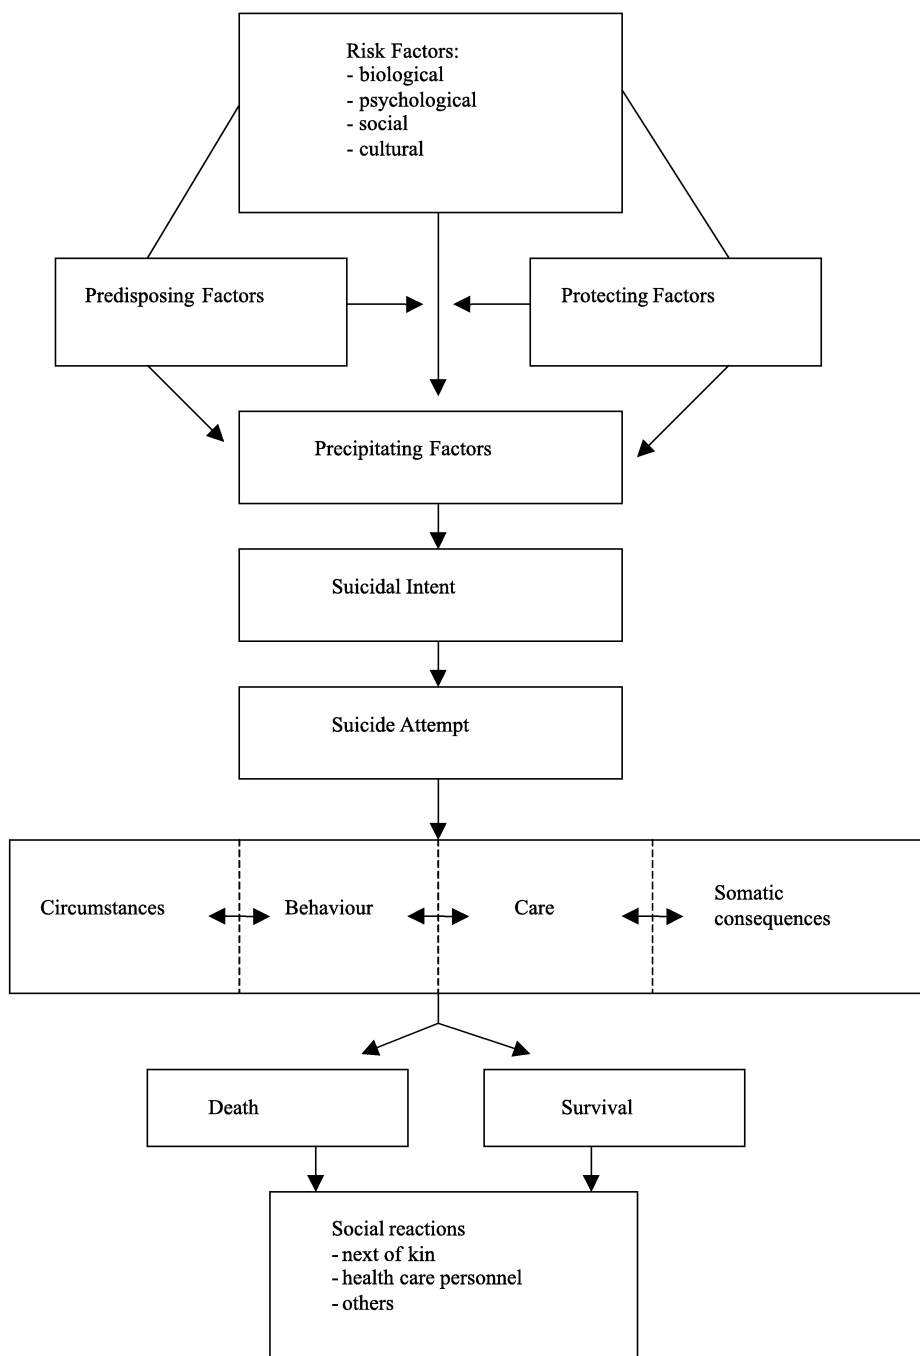 Risk Factors:
- biological
- psychological
- social
- cultural
Predisposing Factors
Protecting Factors
Precipitating Factors
Suicidal Intent
Suicide Attempt
Circumstances
Behaviour
Care
Somatic
consequences
Death
Survival
Social reactions
- next of kin
- health care personnel
- others